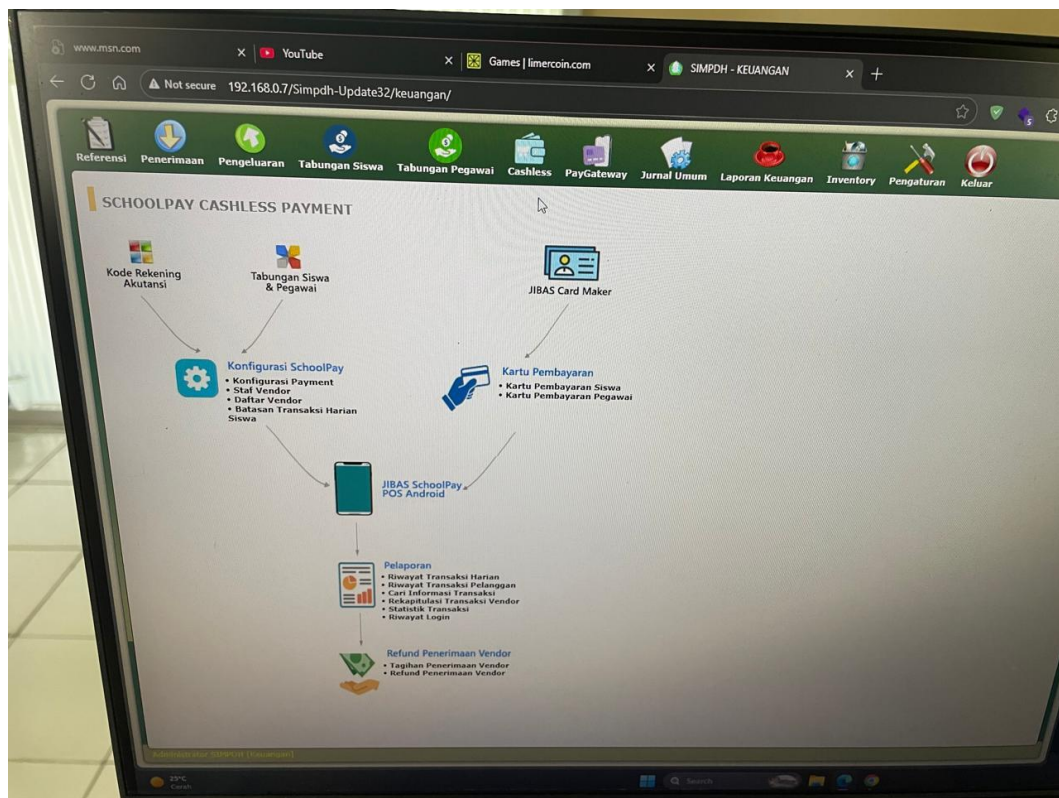 www.msn.com
YouTube
Games | limercoin.com
SIMPDH - KEUANGAN
Not secure 192.168.0.7/Simpdh-Update32/keuangan/
Referensi Penerimaan Pengeluaran Tabungan Siswa Tabungan Pegawai Cashless PayGateway Jurnal Umum Laporan Keuangan Inventory Pengaturan Keluar
SCHOOLPAY CASHLESS PAYMENT
Kode Rekening
Akutansi
Tabungan Siswa
& Pegawai
JIBAS Card Maker
Konfigurasi SchoolPay
• Konfigurasi Payment
• Staf Vendor
• Daftar Vendor
• Batasan Transaksi Harian
Siswa
Kartu Pembayaran
• Kartu Pembayaran Siswa
• Kartu Pembayaran Pegawai
JIBAS SchoolPay
POS Android
Pelaporan
• Riwayat Transaksi Harian
• Riwayat Transaksi Pelanggan
• Cari Informasi Transaksi
• Rekapitulasi Transaksi Vendor
• Statistik Transaksi
• Riwayat Login
Refund Penerimaan Vendor
• Tagihan Penerimaan Vendor
• Refund Penerimaan Vendor
Administrator SIMPDH [Keuangan]
25°C
Cerah
Search